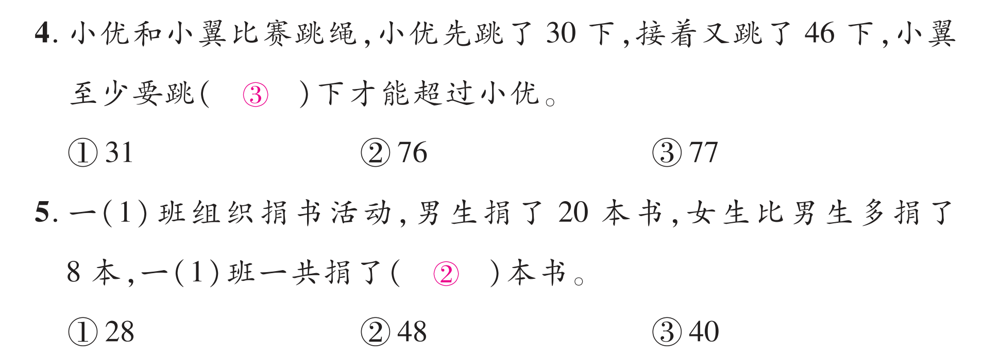 4. 小优和小翼比赛跳绳,小优先跳了 30 下,接着又跳了 46 下,小翼
至少要跳( ③ )下才能超过小优。
① 31 ② 76 ③ 77
5. 一(1)班组织捐书活动,男生捐了 20 本书,女生比男生多捐了
8 本,一(1)班一共捐了( ② )本书。
① 28 ② 48 ③ 40